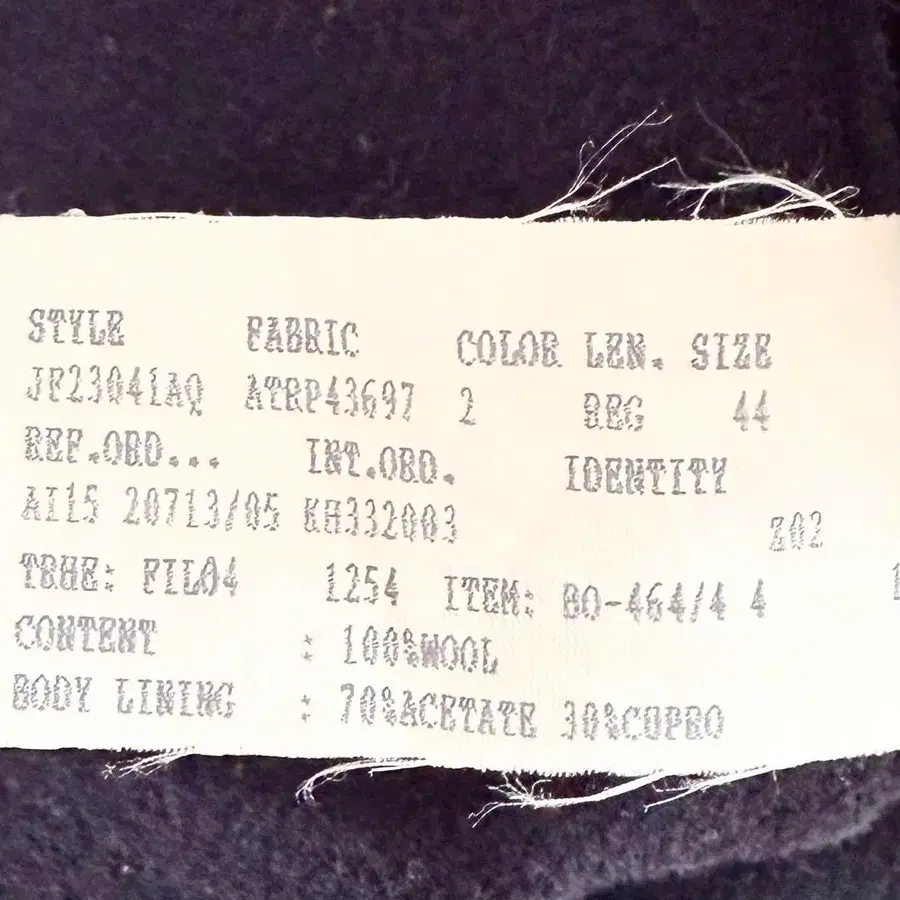 STYLE FABRIC COLOR LEN. SIZE
JF23041AQ ATRP43697 2 REG 44
REF.ORD... INT.ORD. IDENTITY
AI15 20713/05 KH332003 Z02
TRHE: FIL04 1254 ITEM: BO-464/4 4
CONTENT : 100%WOOL
BODY LINING : 70%ACETATE 30%CUPRO